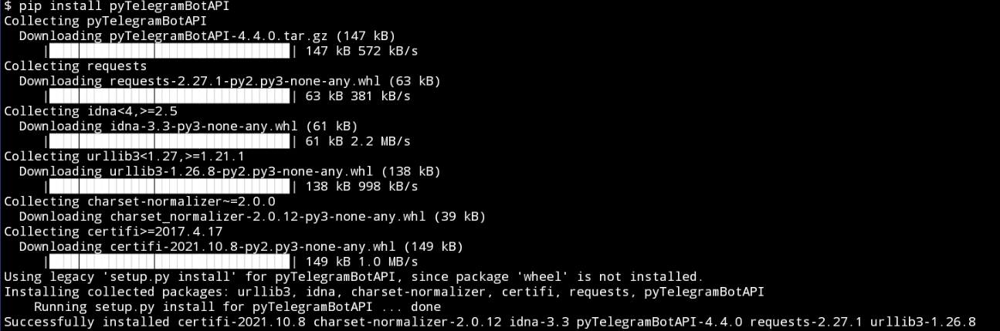 $ pip install pyTelegramBotAPI
Collecting pyTelegramBotAPI
  Downloading pyTelegramBotAPI-4.4.0.tar.gz (147 kB)
     |████████████████████████████████| 147 kB 572 kB/s
Collecting requests
  Downloading requests-2.27.1-py2.py3-none-any.whl (63 kB)
     |████████████████████████████████| 63 kB 381 kB/s
Collecting idna<4,>=2.5
  Downloading idna-3.3-py3-none-any.whl (61 kB)
     |████████████████████████████████| 61 kB 2.2 MB/s
Collecting urllib3<1.27,>=1.21.1
  Downloading urllib3-1.26.8-py2.py3-none-any.whl (138 kB)
     |████████████████████████████████| 138 kB 998 kB/s
Collecting charset-normalizer~=2.0.0
  Downloading charset_normalizer-2.0.12-py3-none-any.whl (39 kB)
Collecting certifi>=2017.4.17
  Downloading certifi-2021.10.8-py2.py3-none-any.whl (149 kB)
     |████████████████████████████████| 149 kB 1.0 MB/s
Using legacy 'setup.py install' for pyTelegramBotAPI, since package 'wheel' is not installed.
Installing collected packages: urllib3, idna, charset-normalizer, certifi, requests, pyTelegramBotAPI
    Running setup.py install for pyTelegramBotAPI ... done
Successfully installed certifi-2021.10.8 charset-normalizer-2.0.12 idna-3.3 pyTelegramBotAPI-4.4.0 requests-2.27.1 urllib3-1.26.8